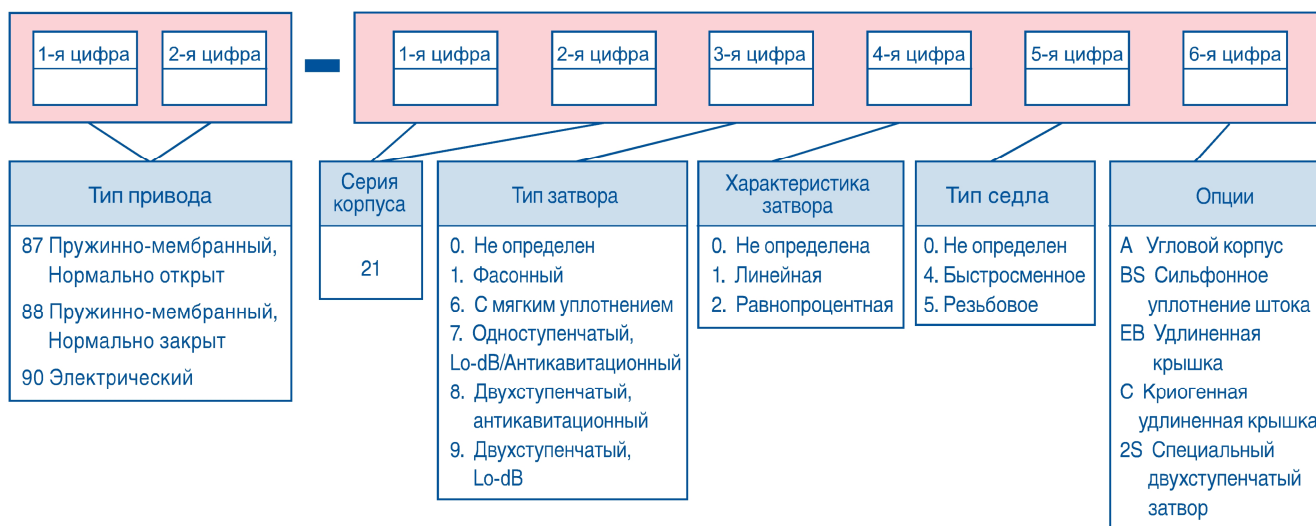 1-я цифра
2-я цифра
1-я цифра
2-я цифра
3-я цифра
4-я цифра
5-я цифра
6-я цифра
Тип привода
87 Пружинно-мембранный,
Нормально открыт
88 Пружинно-мембранный,
Нормально закрыт
90 Электрический
Серия
корпуса
21
Тип затвора
0. Не определен
1. Фасонный
6. С мягким уплотнением
7. Одноступенчатый,
Lo-dB/Антикавитационный
8. Двухступенчатый,
антикавитационный
9. Двухступенчатый,
Lo-dB
Характеристика
затвора
0. Не определена
1. Линейная
2. Равнопроцентная
Тип седла
0. Не определен
4. Быстросменное
5. Резьбовое
Опции
A Угловой корпус
BS Сильфонное
уплотнение штока
EB Удлиненная
крышка
C Криогенная
удлиненная крышка
2S Специальный
двухступенчатый
затвор